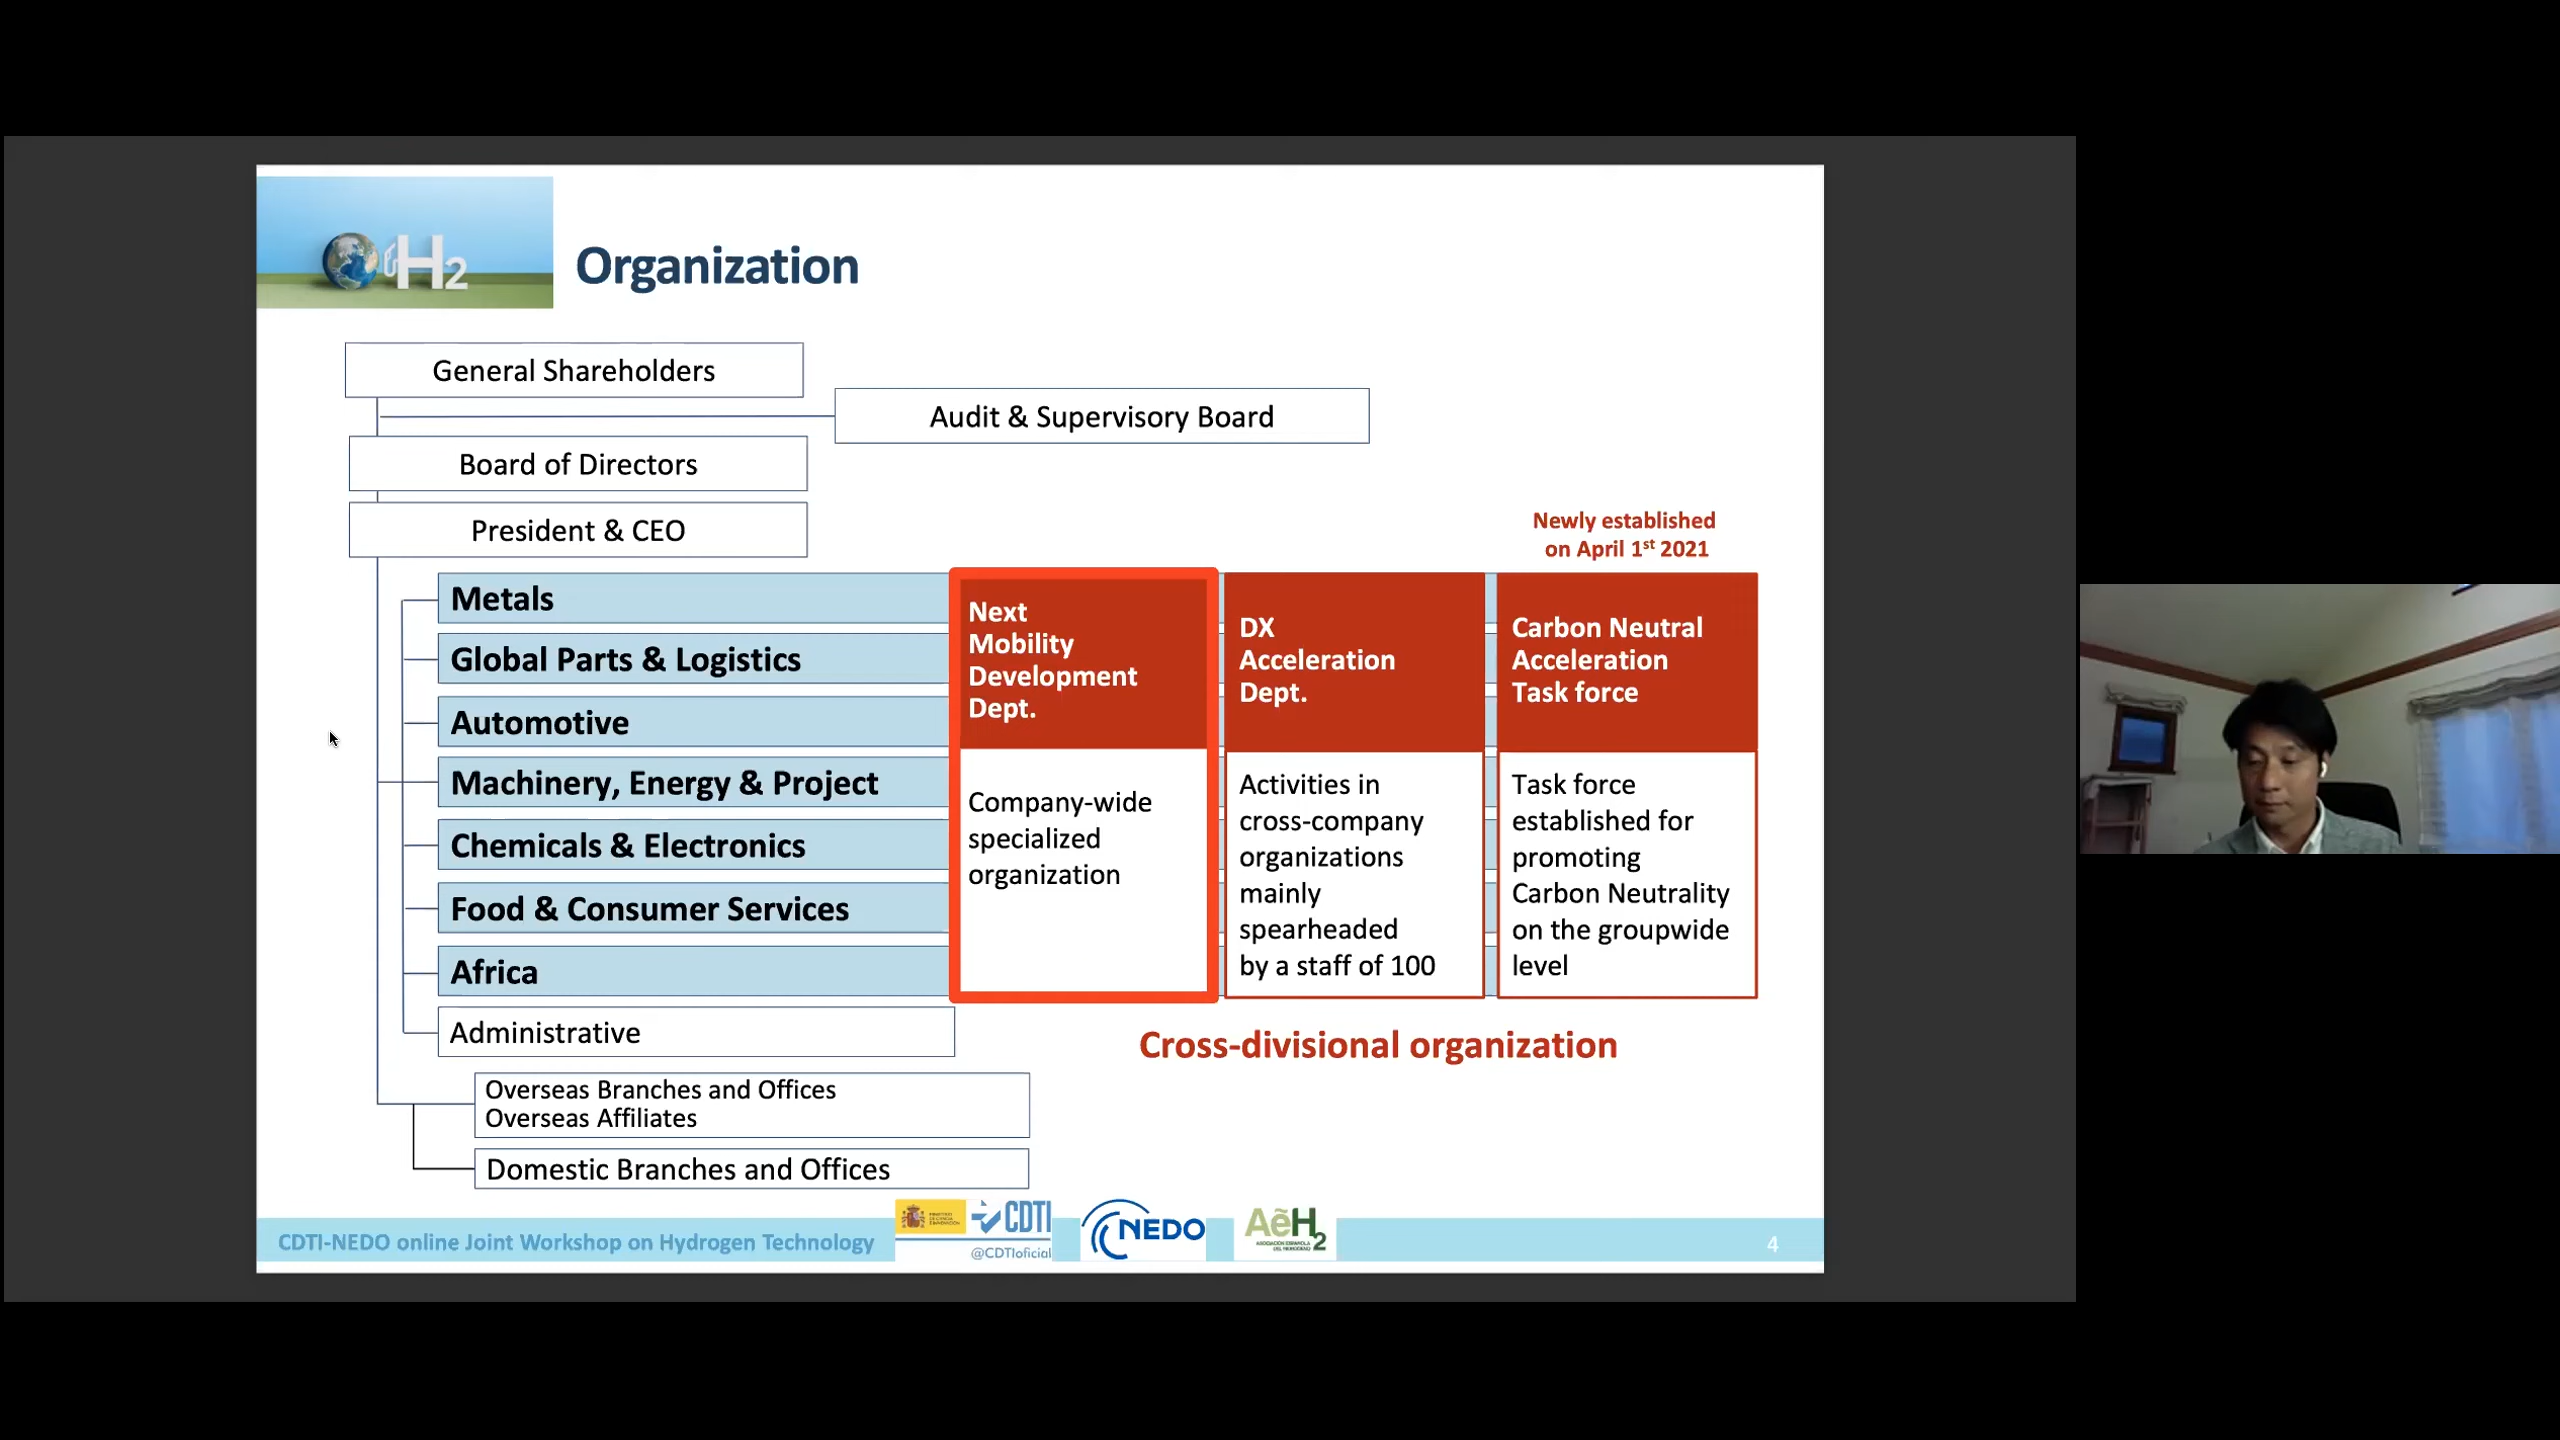 H2
Organization
General Shareholders
Audit & Supervisory Board
Board of Directors
President & CEO
Newly established
on April 1st 2021
Metals
Global Parts & Logistics
Automotive
Machinery, Energy & Project
Chemicals & Electronics
Food & Consumer Services
Africa
Administrative
Overseas Branches and Offices
Overseas Affiliates
Domestic Branches and Offices
Next
Mobility
Development
Dept.
Company-wide
specialized
organization
DX
Acceleration
Dept.
Activities in
cross-company
organizations
mainly
spearheaded
by a staff of 100
Carbon Neutral
Acceleration
Task force
Task force
established for
promoting
Carbon Neutrality
on the groupwide
level
Cross-divisional organization
CDTI-NEDO online Joint Workshop on Hydrogen Technology
CDTI
@CDTIoficial
NEDO
AeH2
4